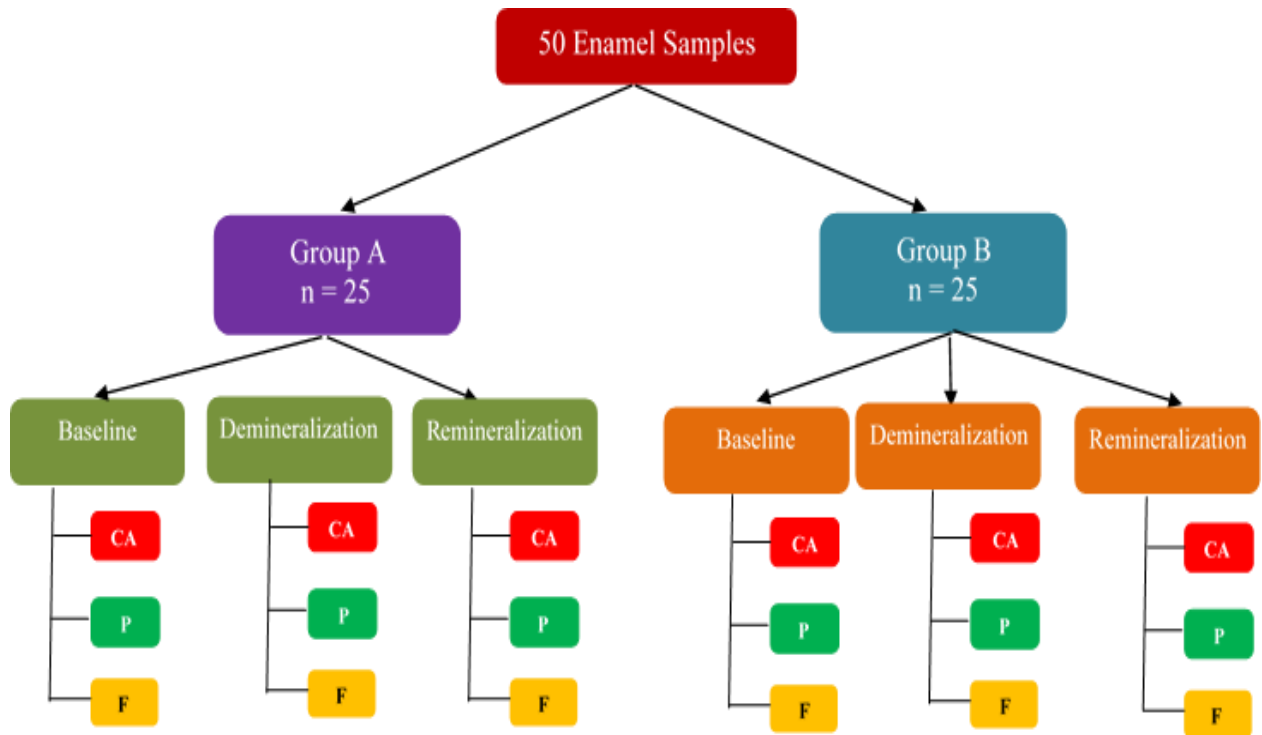 50 Enamel Samples
Group A
n = 25
Group B
n = 25
Baseline
Demineralization
Remineralization
Baseline
Demineralization
Remineralization
CA
CA
CA
CA
CA
CA
P
P
P
P
P
P
F
F
F
F
F
F